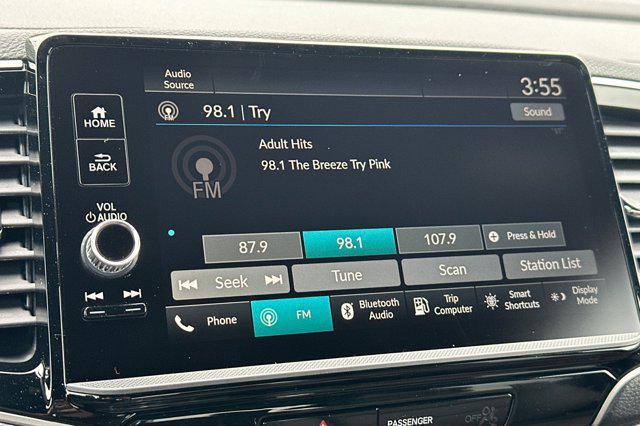 Audio
Source
3:55
FM
98.1 | Try
Sound
HOME
BACK
Adult Hits
98.1 The Breeze Try Pink
FM
VOL
AUDIO
87.9
98.1
107.9
+ Press & Hold
Seek
Tune
Scan
Station List
Phone
FM
Bluetooth
Audio
Trip
Computer
Smart
Shortcuts
Display
Mode
PASSENGER
OFF